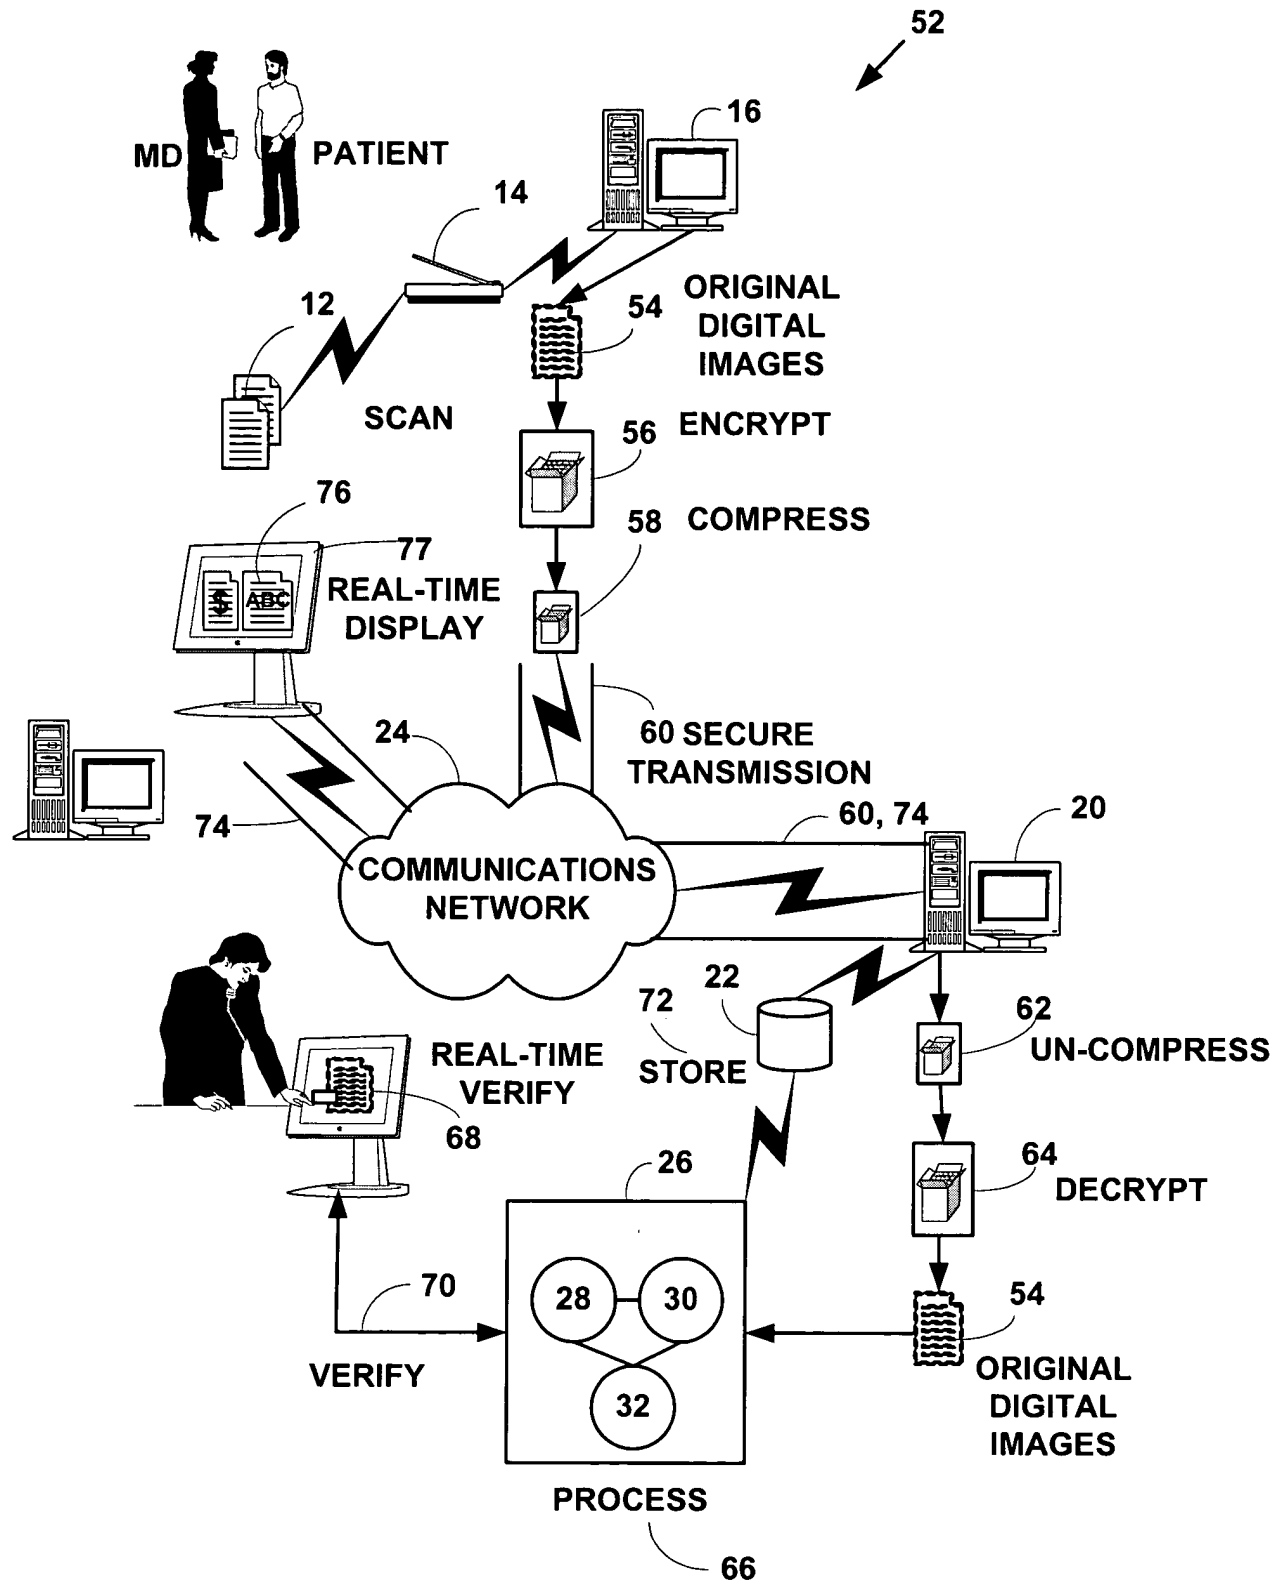 52
16
MD
PATIENT
14
12
54
ORIGINAL
DIGITAL
IMAGES
SCAN
56
ENCRYPT
76
58
COMPRESS
77
REAL-TIME
DISPLAY
$
ABC
24
60 SECURE
TRANSMISSION
74
60, 74
20
COMMUNICATIONS
NETWORK
22
72
STORE
62
UN-COMPRESS
REAL-TIME
VERIFY
68
26
64
DECRYPT
70
28
30
54
VERIFY
32
ORIGINAL
DIGITAL
IMAGES
PROCESS
66